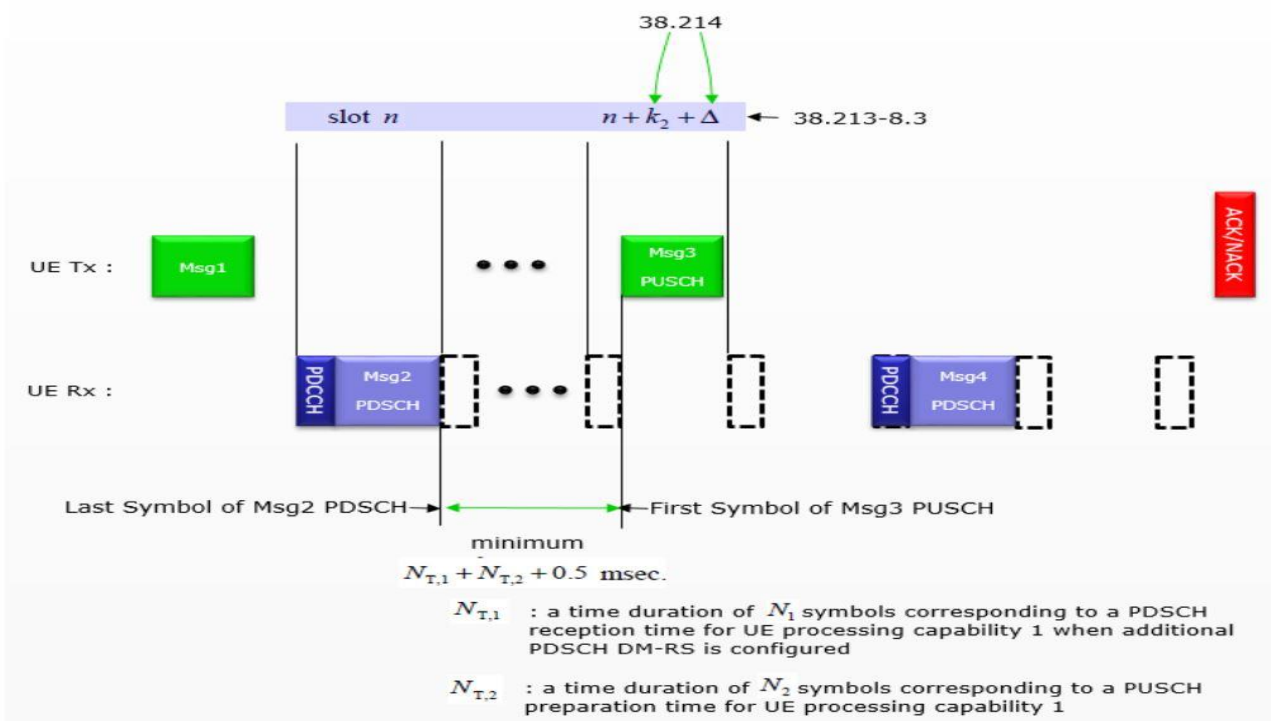 38.214
slot n
n + k₂ + Δ
38.213-8.3
UE Tx :
Msg1
Msg3
PUSCH
ACK/NACK
UE Rx :
PDCCH
Msg2
PDSCH
PDCCH
Msg4
PDSCH
Last Symbol of Msg2 PDSCH
First Symbol of Msg3 PUSCH
minimum
N_T,1 + N_T,2 + 0.5 msec.
N_T,1 : a time duration of N₁ symbols corresponding to a PDSCH
reception time for UE processing capability 1 when additional
PDSCH DM-RS is configured
N_T,2 : a time duration of N₂ symbols corresponding to a PUSCH
preparation time for UE processing capability 1